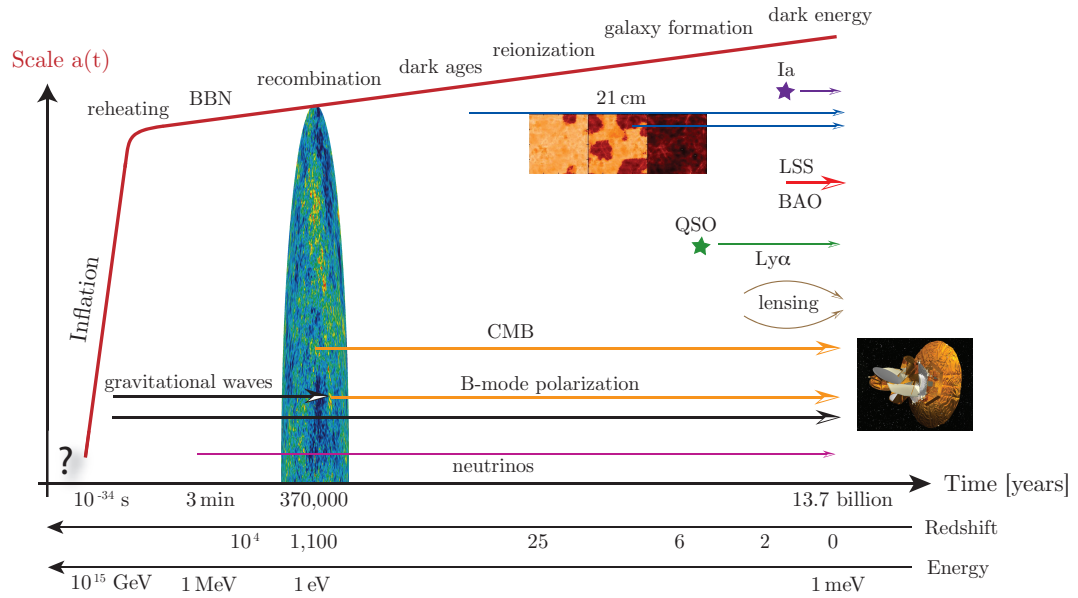 dark energy
galaxy formation
reionization
Scale a(t)
dark ages
recombination
Ia
BBN
reheating
21 cm
LSS
BAO
QSO
Lyα
Inflation
lensing
CMB
gravitational waves
B-mode polarization
?
neutrinos
10⁻³⁴ s 3 min 370,000 13.7 billion Time [years]
Redshift
10⁴ 1,100 25 6 2 0
Energy
10¹⁵ GeV 1 MeV 1 eV 1 meV